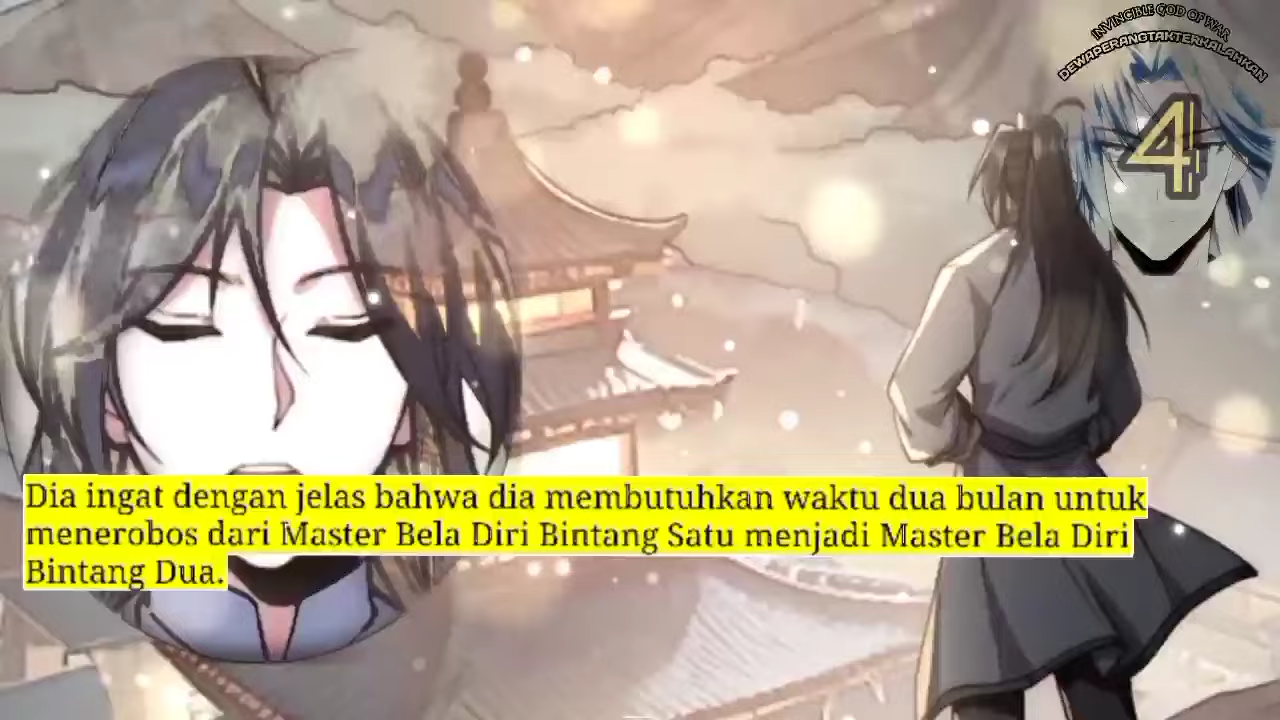 INVINCIBLE GOD OF WAR
DEWAPERANGTAKTERKALAHKAN
4
Dia ingat dengan jelas bahwa dia membutuhkan waktu dua bulan untuk
menerobos dari Master Bela Diri Bintang Satu menjadi Master Bela Diri
Bintang Dua.